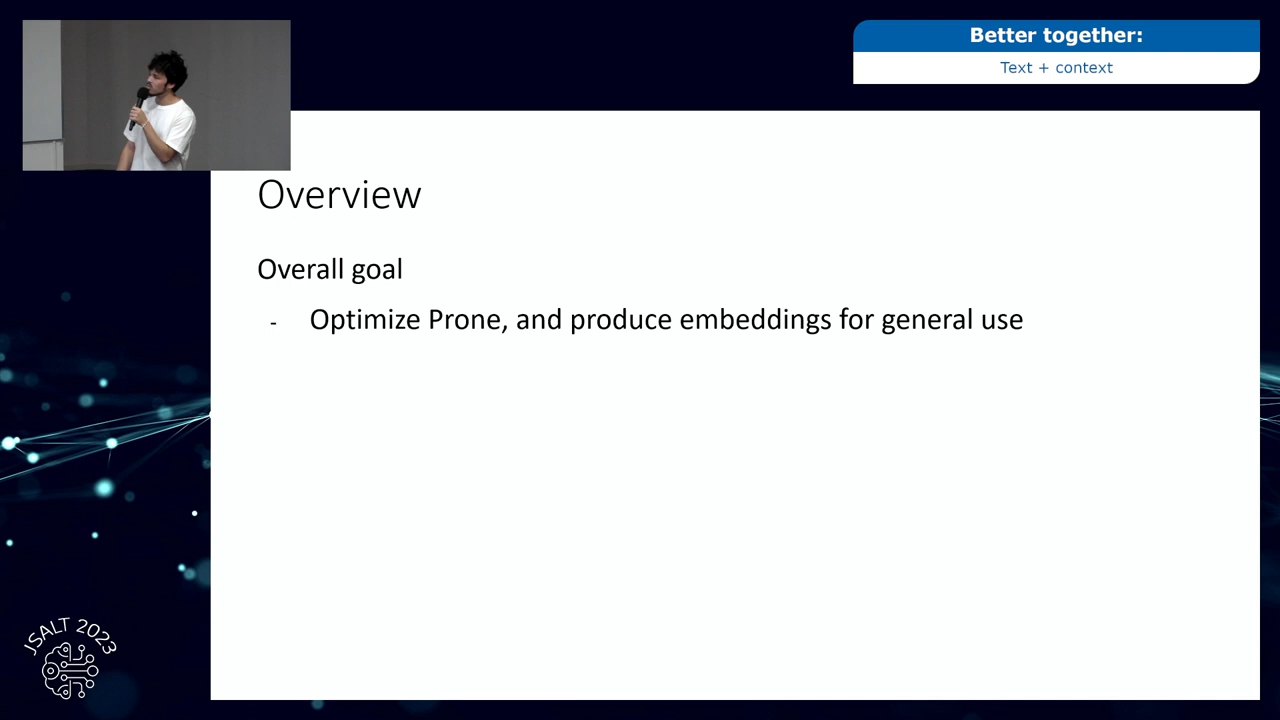 Better together:
Text + context
Overview
Overall goal
- Optimize Prone, and produce embeddings for general use
JSALT 2023